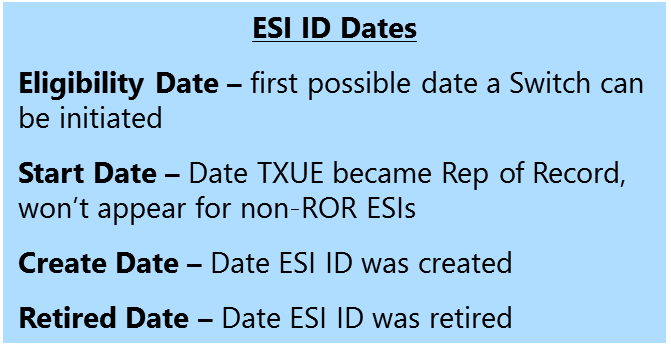 ESI ID Dates
Eligibility Date – first possible date a Switch can
be initiated
Start Date – Date TXUE became Rep of Record,
won’t appear for non-ROR ESIs
Create Date – Date ESI ID was created
Retired Date – Date ESI ID was retired